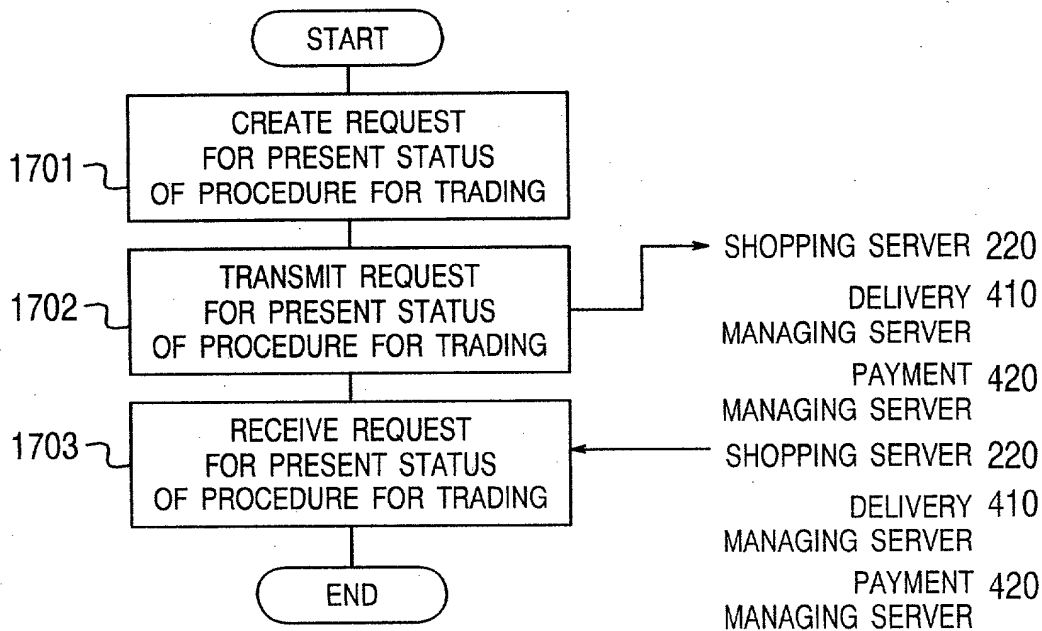 START
CREATE REQUEST
FOR PRESENT STATUS
OF PROCEDURE FOR TRADING
1701
TRANSMIT REQUEST
FOR PRESENT STATUS
OF PROCEDURE FOR TRADING
1702
SHOPPING SERVER 220
DELIVERY 410
MANAGING SERVER
PAYMENT 420
MANAGING SERVER
RECEIVE REQUEST
FOR PRESENT STATUS
OF PROCEDURE FOR TRADING
1703
SHOPPING SERVER 220
DELIVERY 410
MANAGING SERVER
PAYMENT 420
MANAGING SERVER
END